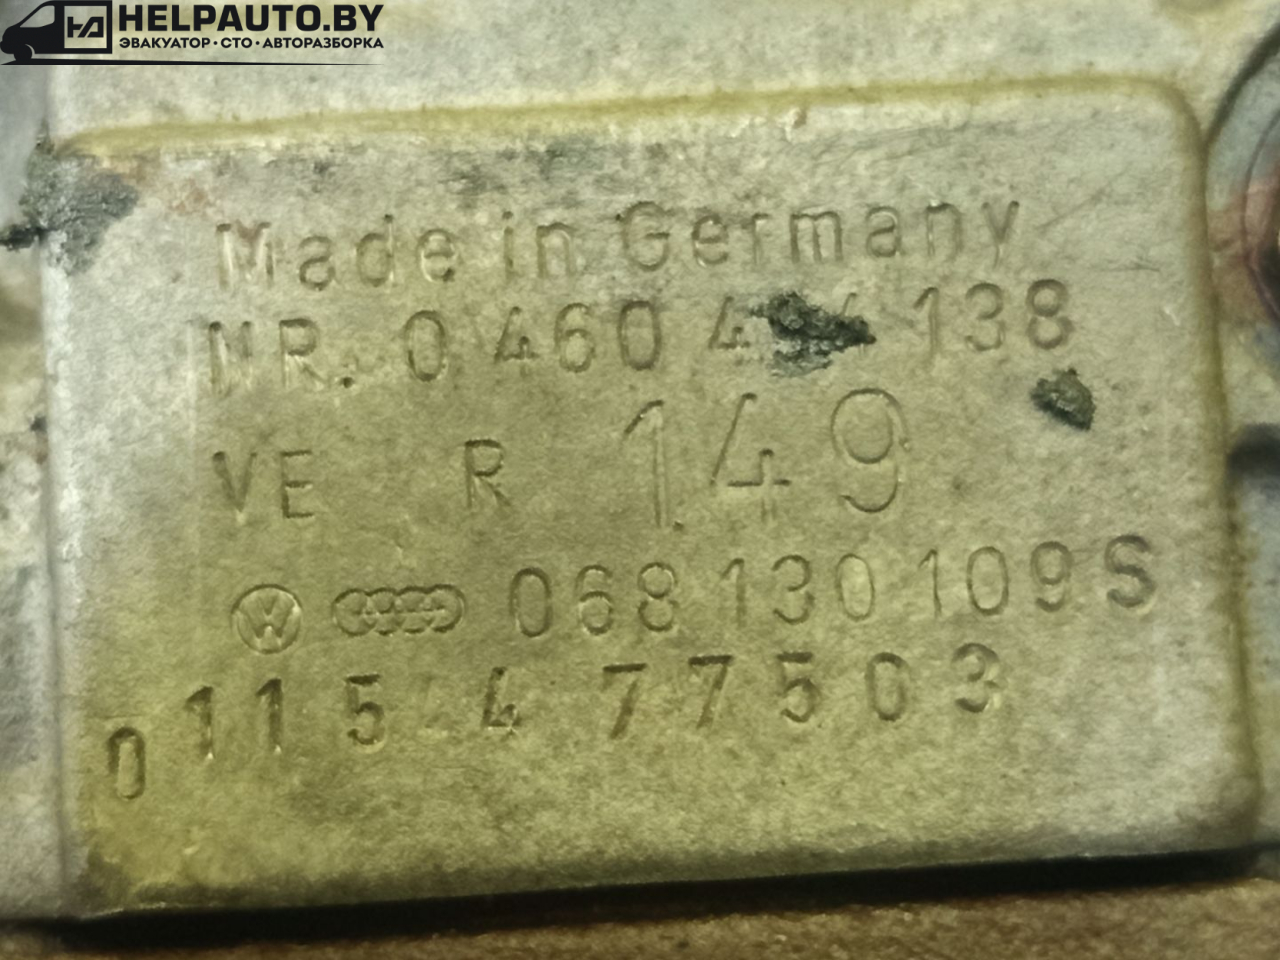 HELPAUTO.BY
ЭВАКУАТОР · СТО · АВТОРАЗБОРКА
Made in Germany
NR. 0 460 138
VE R 149
068 130 109 S
0 115 4 77503